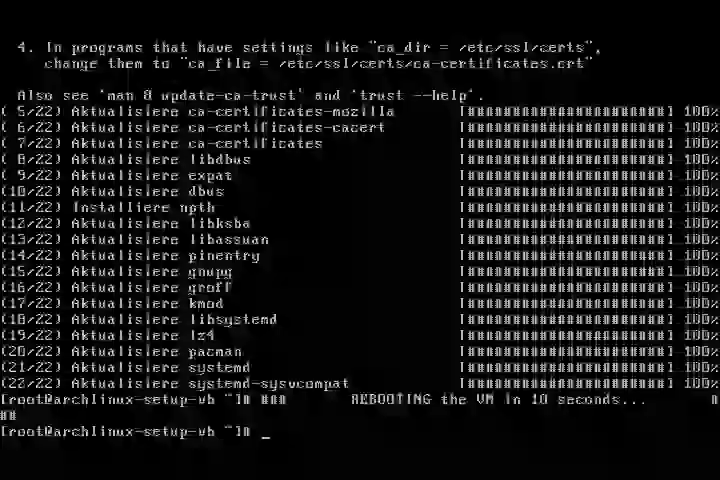 4. In programs that have settings like "ca_dir = /etc/ssl/certs",
change them to "ca_file = /etc/ssl/certs/ca-certificates.crt"
Also see 'man 8 update-ca-trust' and 'trust --help'.
( 5/22) Aktualisiere ca-certificates-mozilla [######################] 100%
( 6/22) Aktualisiere ca-certificates-cacert [######################] 100%
( 7/22) Aktualisiere ca-certificates [######################] 100%
( 8/22) Aktualisiere libdbus [######################] 100%
( 9/22) Aktualisiere expat [######################] 100%
(10/22) Aktualisiere dbus [######################] 100%
(11/22) Installiere npth [######################] 100%
(12/22) Aktualisiere libksba [######################] 100%
(13/22) Aktualisiere libassuan [######################] 100%
(14/22) Aktualisiere pinentry [######################] 100%
(15/22) Aktualisiere gnupg [######################] 100%
(16/22) Aktualisiere groff [######################] 100%
(17/22) Aktualisiere kmod [######################] 100%
(18/22) Aktualisiere libsystemd [######################] 100%
(19/22) Aktualisiere lz4 [######################] 100%
(20/22) Aktualisiere pacman [######################] 100%
(21/22) Aktualisiere systemd [######################] 100%
(22/22) Aktualisiere systemd-sysvcompat [######################] 100%
[root@archlinux-setup-vb ~]# ### REBOOTING the VM in 10 seconds... #
##
[root@archlinux-setup-vb ~]# _